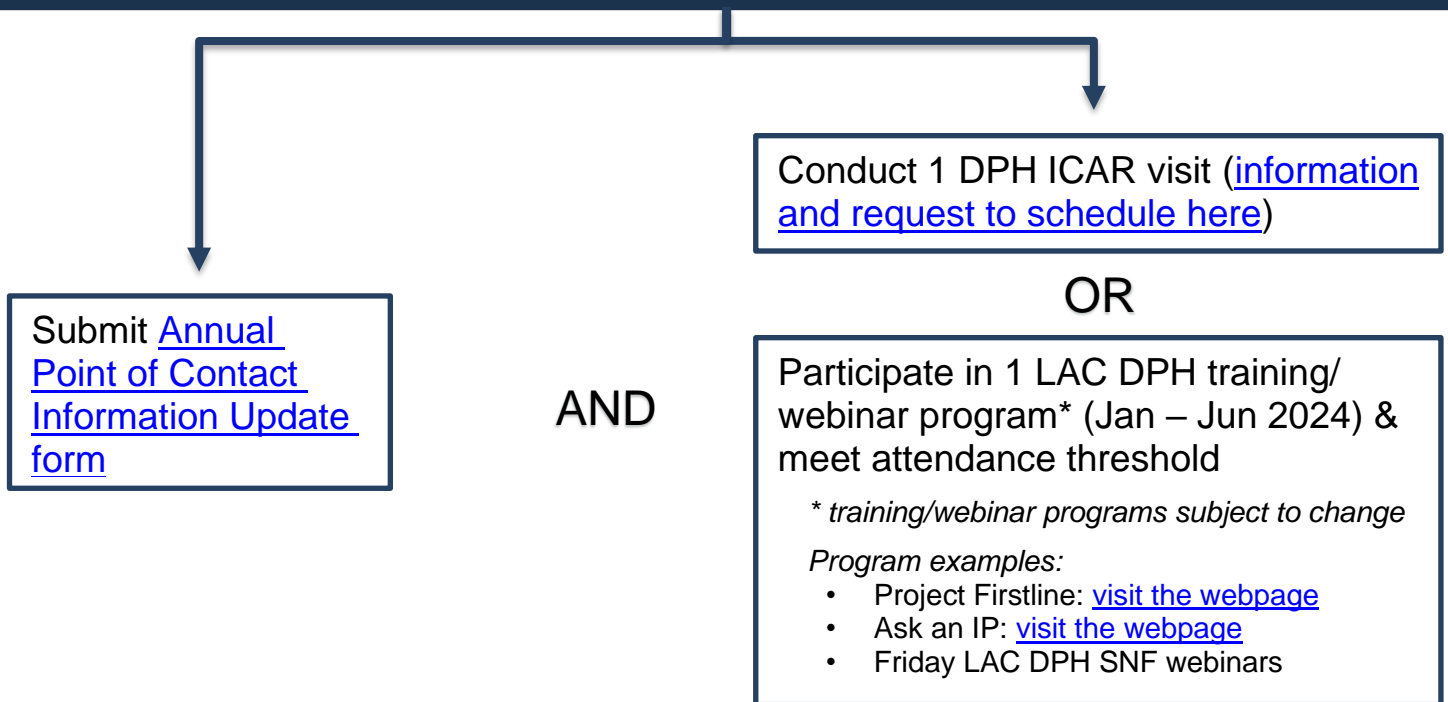 Conduct 1 DPH ICAR visit (information
and request to schedule here)
OR
Submit Annual
Point of Contact
Information Update
form
AND
Participate in 1 LAC DPH training/
webinar program* (Jan – Jun 2024) &
meet attendance threshold
* training/webinar programs subject to change
Program examples:
• Project Firstline: visit the webpage
• Ask an IP: visit the webpage
• Friday LAC DPH SNF webinars